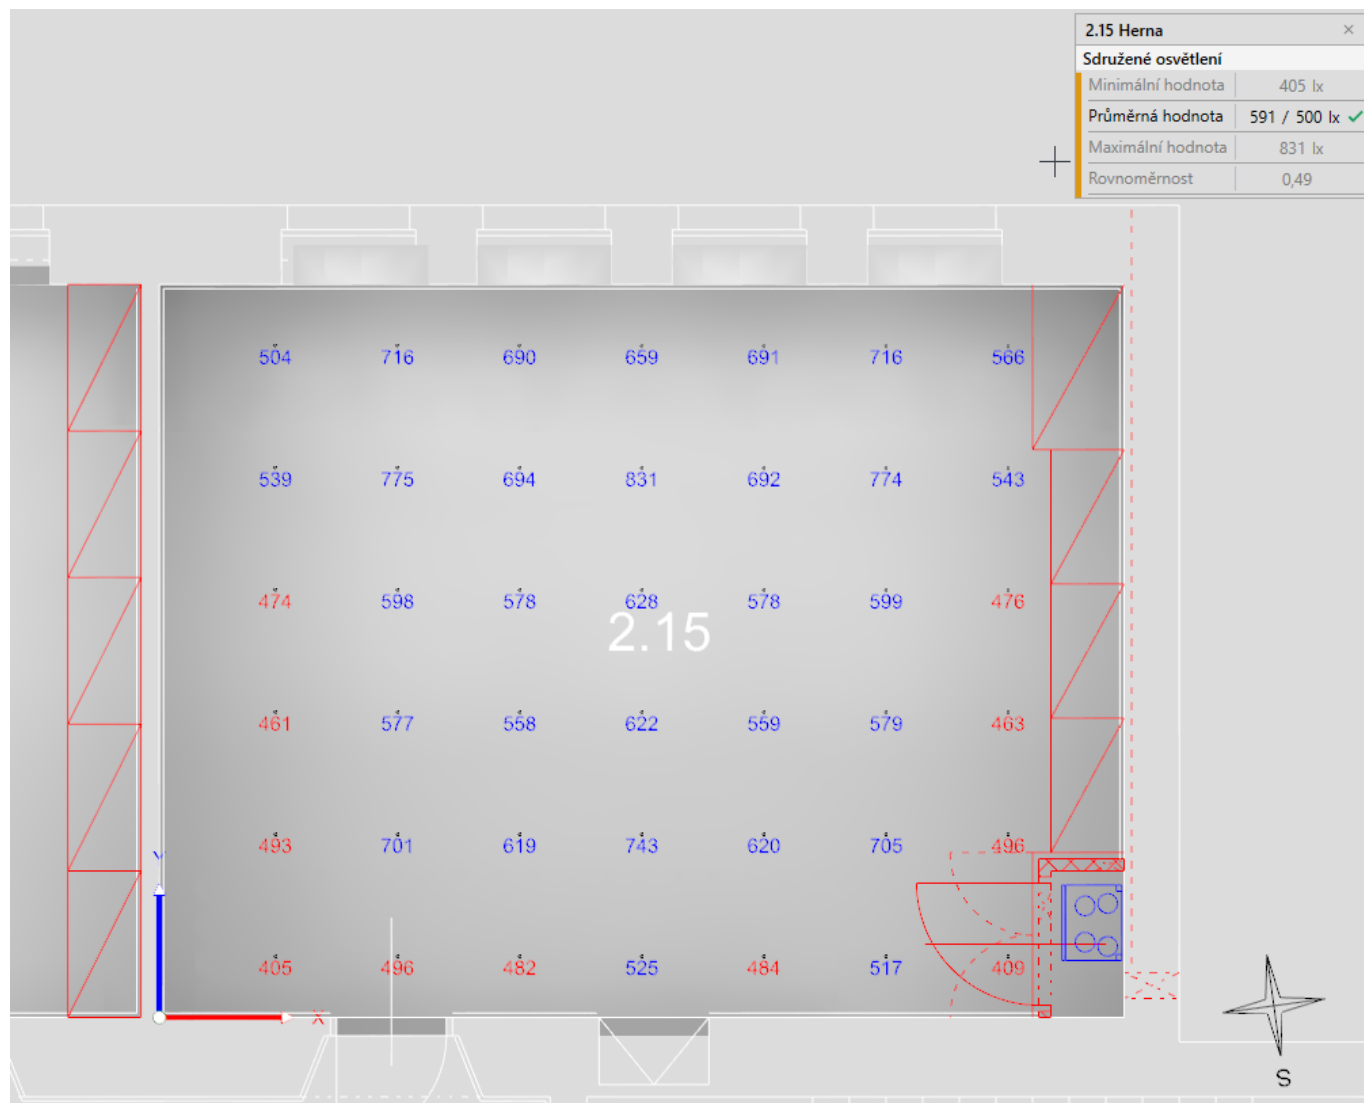 2.15 Herna ×
Sdružené osvětlení
Minimální hodnota 405 lx
Průměrná hodnota 591 / 500 lx
Maximální hodnota 831 lx
Rovnoměrnost 0,49
504 716 690 659 691 716 566
539 775 694 831 692 774 543
474 598 578 628 578 599 476
2.15
461 577 558 622 559 579 463
493 701 619 743 620 705 496
Y
405 496 482 525 484 517 409
X
S